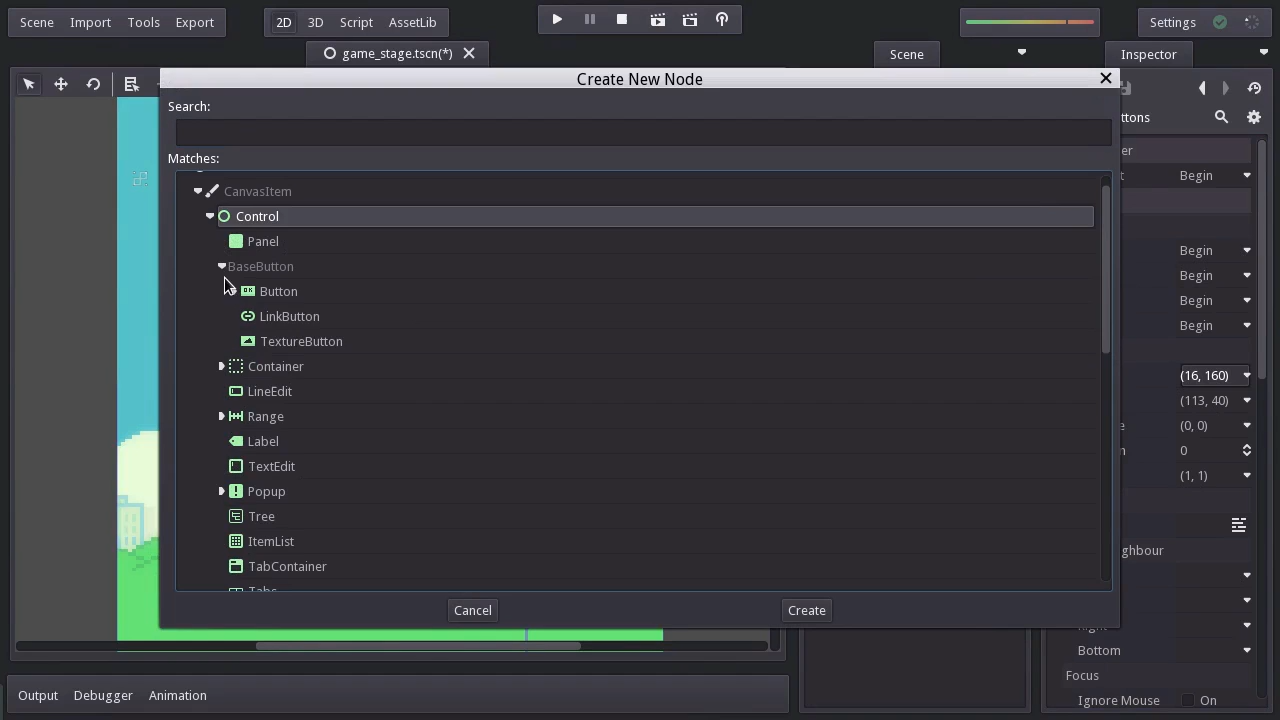 Scene Import Tools Export 2D 3D Script AssetLib Settings
game_stage.tscn(*) Scene Inspector
Create New Node
Search:
ttons
Matches:
er
t Begin
CanvasItem
Control
Panel
Begin
BaseButton
Begin
Button
Begin
LinkButton
Begin
TextureButton
Container
(16, 160)
LineEdit
(113, 40)
Range
e (0, 0)
Label
n 0
TextEdit
(1, 1)
Popup
Tree
ItemList
ghbour
TabContainer
Tabs
Cancel Create
Right
Bottom
Focus
Output Debugger Animation
Ignore Mouse On